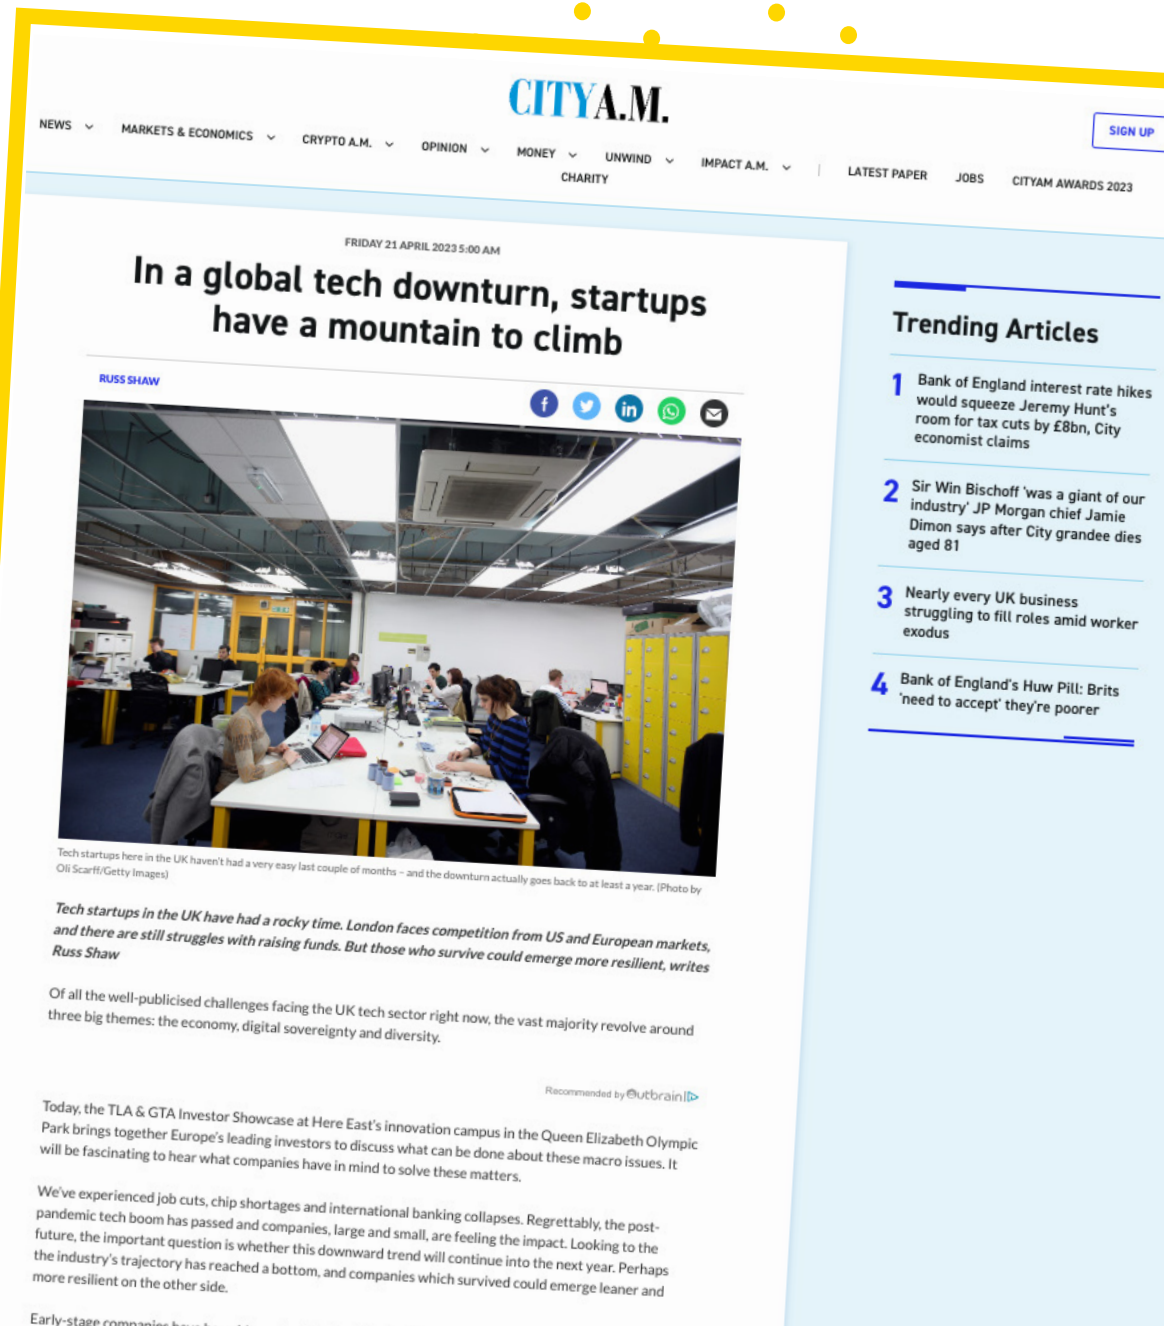 CITYA.M.
SIGN UP
NEWS
MARKETS & ECONOMICS
CRYPTO A.M.
OPINION
MONEY
UNWIND
IMPACT A.M.
LATEST PAPER
JOBS
CITYAM AWARDS 2023
CHARITY
FRIDAY 21 APRIL 2023 5:00 AM
In a global tech downturn, startups
have a mountain to climb
RUSS SHAW
Tech startups here in the UK haven't had a very easy last couple of months – and the downturn actually goes back to at least a year. (Photo by
Oli Scarff/Getty Images)
Tech startups in the UK have had a rocky time. London faces competition from US and European markets,
and there are still struggles with raising funds. But those who survive could emerge more resilient, writes
Russ Shaw
Of all the well-publicised challenges facing the UK tech sector right now, the vast majority revolve around
three big themes: the economy, digital sovereignty and diversity.
Recommended by Outbrain
Today, the TLA & GTA Investor Showcase at Here East's innovation campus in the Queen Elizabeth Olympic
Park brings together Europe's leading investors to discuss what can be done about these macro issues. It
will be fascinating to hear what companies have in mind to solve these matters.
We've experienced job cuts, chip shortages and international banking collapses. Regrettably, the post-
pandemic tech boom has passed and companies, large and small, are feeling the impact. Looking to the
future, the important question is whether this downward trend will continue into the next year. Perhaps
the industry's trajectory has reached a bottom, and companies which survived could emerge leaner and
more resilient on the other side.
Early-stage companies have
Trending Articles
1 Bank of England interest rate hikes
would squeeze Jeremy Hunt's
room for tax cuts by £8bn, City
economist claims
2 Sir Win Bischoff 'was a giant of our
industry' JP Morgan chief Jamie
Dimon says after City grandee dies
aged 81
3 Nearly every UK business
struggling to fill roles amid worker
exodus
4 Bank of England's Huw Pill: Brits
'need to accept' they're poorer